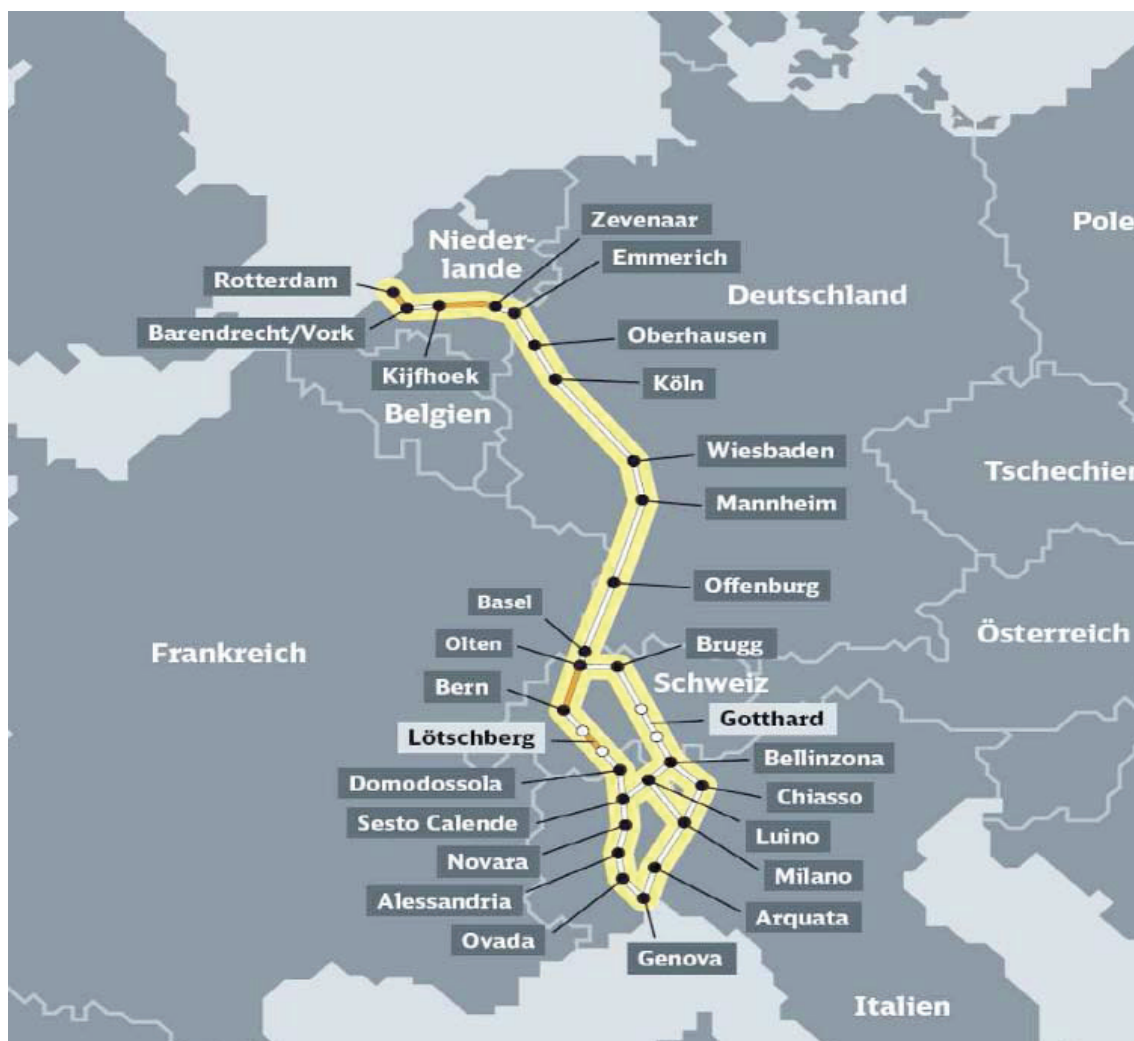 Zevenaar
Nieder-
lande
Emmerich
Pole
Rotterdam
Deutschland
Barendrecht/Vork
Oberhausen
Kijfhoek
Köln
Belgien
Wiesbaden
Tschechien
Mannheim
Offenburg
Basel
Olten
Brugg
Österreich
Frankreich
Bern
Schweiz
Gotthard
Lötschberg
Bellinzona
Domodossola
Chiasso
Sesto Calende
Luino
Novara
Milano
Alessandria
Arquata
Ovada
Genova
Italien